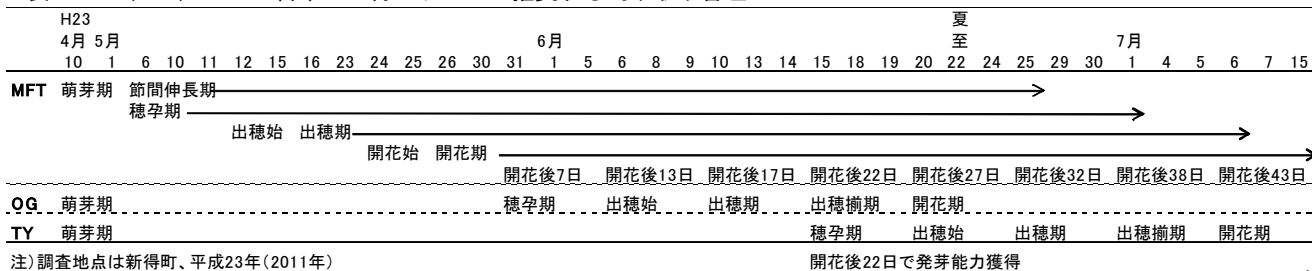 H23 夏
4月 5月 6月 至 7月
10 1 6 10 11 12 15 16 23 24 25 26 30 31 1 5 6 8 9 10 13 14 15 18 19 20 22 24 25 29 30 1 4 5 6 7 15
MFT 萌芽期 節間伸長期
穂孕期
出穂始 出穂期
開花始 開花期
開花後7日 開花後13日 開花後17日 開花後22日 開花後27日 開花後32日 開花後38日 開花後43日
OG 萌芽期 穂孕期 出穂始 出穂期 出穂揃期 開花期
TY 萌芽期 穂孕期 出穂始 出穂期 出穂揃期 開花期
注)調査地点は新得町、平成23年(2011年) 開花後22日で発芽能力獲得